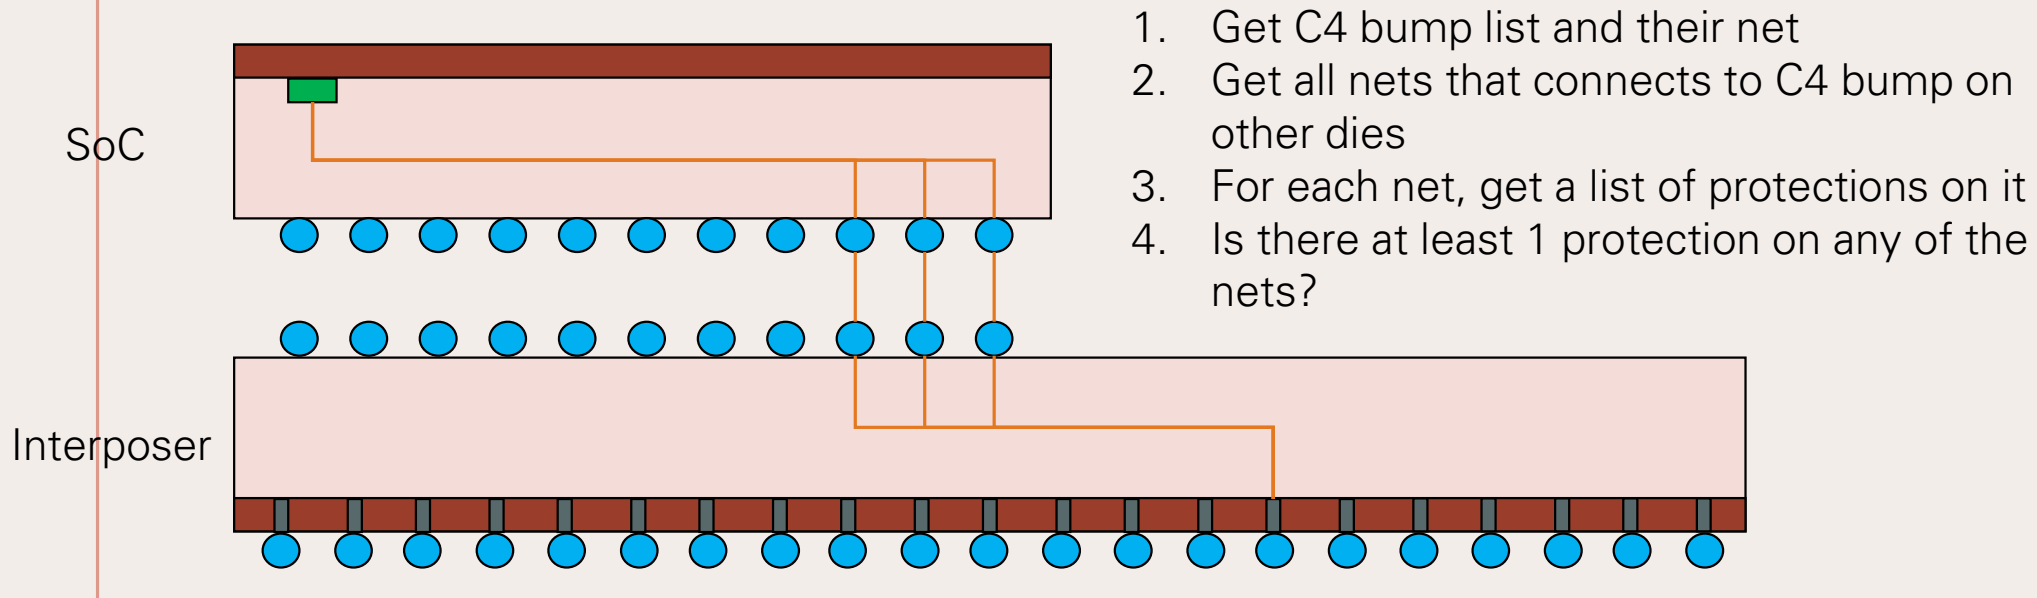 1. Get C4 bump list and their net
2. Get all nets that connects to C4 bump on
other dies
3. For each net, get a list of protections on it
4. Is there at least 1 protection on any of the
nets?
SoC
Interposer